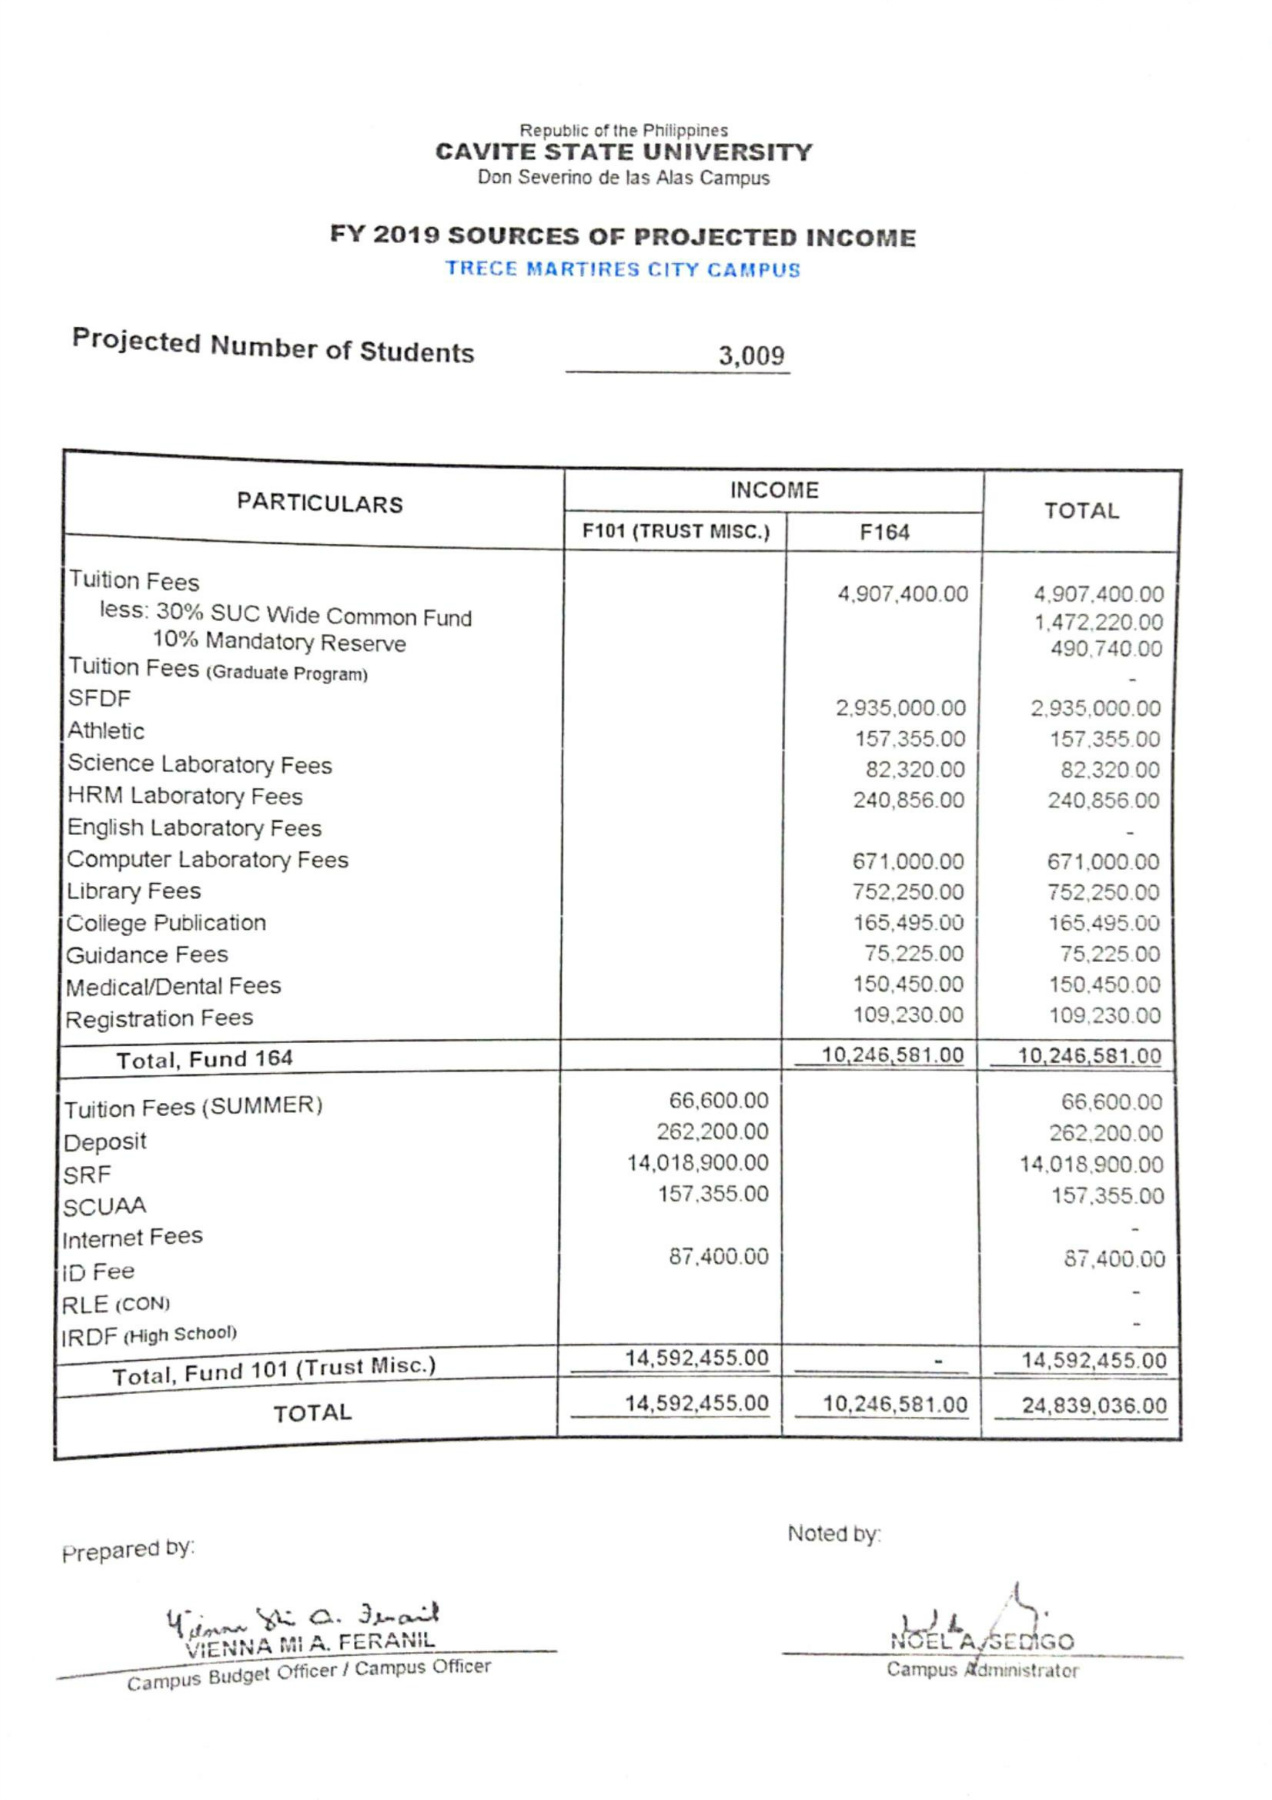 Republic of the Philippines
CAVITE STATE UNIVERSITY
Don Severino de las Alas Campus
FY 2019 SOURCES OF PROJECTED INCOME
TRECE MARTIRES CITY CAMPUS
Projected Number of Students 3,009
PARTICULARS INCOME TOTAL
F101 (TRUST MISC.) F164
Tuition Fees 4,907,400.00 4,907,400.00
less: 30% SUC Wide Common Fund 1,472,220.00
10% Mandatory Reserve 490,740.00
Tuition Fees (Graduate Program) -
SFDF 2,935,000.00 2,935,000.00
Athletic 157,355.00 157,355.00
Science Laboratory Fees 82,320.00 82,320.00
HRM Laboratory Fees 240,856.00 240,856.00
English Laboratory Fees -
Computer Laboratory Fees 671,000.00 671,000.00
Library Fees 752,250.00 752,250.00
College Publication 165,495.00 165,495.00
Guidance Fees 75,225.00 75,225.00
Medical/Dental Fees 150,450.00 150,450.00
Registration Fees 109,230.00 109,230.00
Total, Fund 164 10,246,581.00 10,246,581.00
Tuition Fees (SUMMER) 66,600.00 66,600.00
Deposit 262,200.00 262,200.00
SRF 14,018,900.00 14,018,900.00
SCUAA 157,355.00 157,355.00
Internet Fees -
ID Fee 87,400.00 87,400.00
RLE (CON) -
IRDF (High School) -
Total, Fund 101 (Trust Misc.) 14,592,455.00 - 14,592,455.00
TOTAL 14,592,455.00 10,246,581.00 24,839,036.00
Prepared by: Noted by:
VIENNA MI A. FERANIL NOEL A. SEDIGO
Campus Budget Officer / Campus Officer Campus Administrator